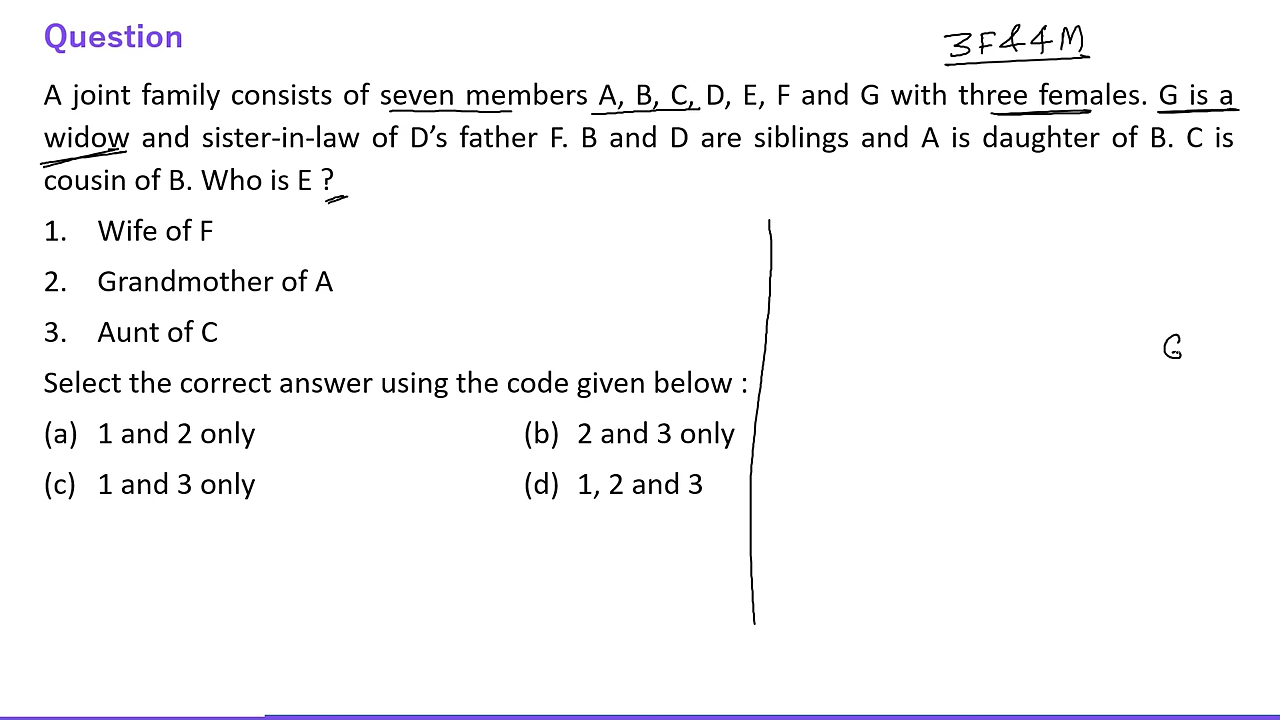 Question
3F&4M
A joint family consists of seven members A, B, C, D, E, F and G with three females. G is a
widow and sister-in-law of D’s father F. B and D are siblings and A is daughter of B. C is
cousin of B. Who is E ?
1. Wife of F
2. Grandmother of A
3. Aunt of C
G
Select the correct answer using the code given below :
(a) 1 and 2 only (b) 2 and 3 only
(c) 1 and 3 only (d) 1, 2 and 3